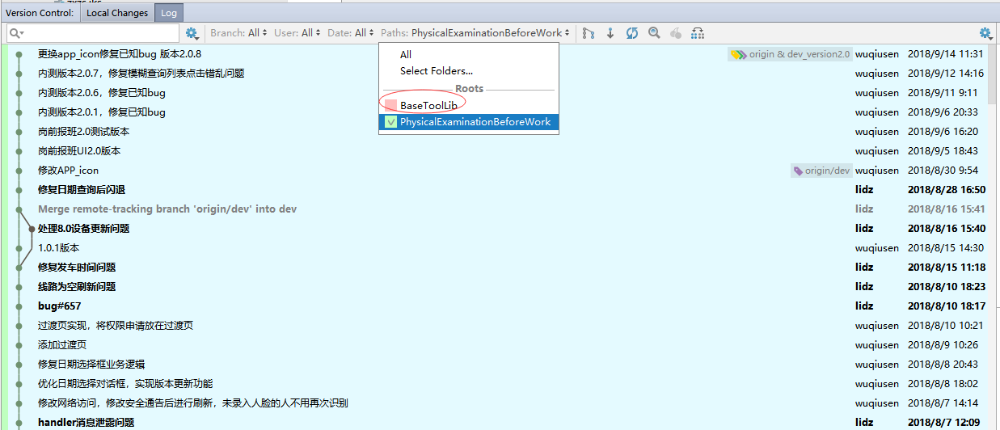 Version Control: Local Changes Log
Branch: All User: All Date: All Paths: PhysicalExaminationBeforeWork
All
Select Folders...
Roots
BaseToolLib
PhysicalExaminationBeforeWork
更换app_icon修复已知bug 版本2.0.8 origin & dev_version2.0 wuqiusen 2018/9/14 11:31
内测版本2.0.7，修复模糊查询列表点击错乱问题 wuqiusen 2018/9/12 14:16
内测版本2.0.6，修复已知bug wuqiusen 2018/9/11 9:11
内测版本2.0.1，修复已知bug wuqiusen 2018/9/6 20:33
岗前报班2.0测试版本 wuqiusen 2018/9/6 16:20
岗前报班UI2.0版本 wuqiusen 2018/9/5 18:43
修改APP_icon origin/dev wuqiusen 2018/8/30 9:54
修复日期查询后闪退 lidz 2018/8/28 16:50
Merge remote-tracking branch 'origin/dev' into dev lidz 2018/8/16 15:41
处理8.0设备更新问题 lidz 2018/8/16 15:40
1.0.1版本 wuqiusen 2018/8/15 14:30
修复发车时间问题 lidz 2018/8/15 11:18
线路为空刷新问题 lidz 2018/8/10 18:23
bug#657 lidz 2018/8/10 18:17
过渡页实现，将权限申请放在过渡页 wuqiusen 2018/8/10 10:21
添加过渡页 wuqiusen 2018/8/9 10:26
修复日期选择框业务逻辑 wuqiusen 2018/8/8 20:43
优化日期选择对话框，实现版本更新功能 wuqiusen 2018/8/8 18:02
修改网络访问，修改安全通告后进行刷新，未录入人脸的人不用再次识别 wuqiusen 2018/8/7 14:14
handler消息泄露问题 lidz 2018/8/7 12:09